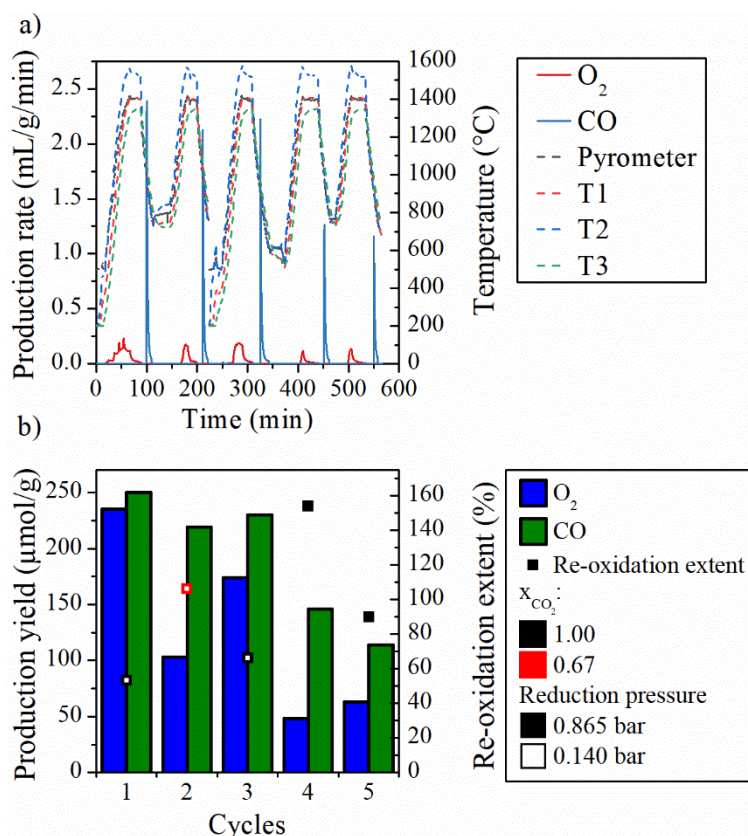 a)
Production rate (mL/g/min)
2.5
2.0
1.5
1.0
0.5
0.0
0 100 200 300 400 500 600
Time (min)
1600
1400
1200
1000
800
600
400
200
0
Temperature (°C)
O₂
CO
Pyrometer
T1
T2
T3
b)
Production yield (μmol/g)
250
200
150
100
50
0
1 2 3 4 5
Cycles
160
140
120
100
80
60
40
20
0
Re-oxidation extent (%)
O₂
CO
Re-oxidation extent
x_CO₂:
1.00
0.67
Reduction pressure
0.865 bar
0.140 bar